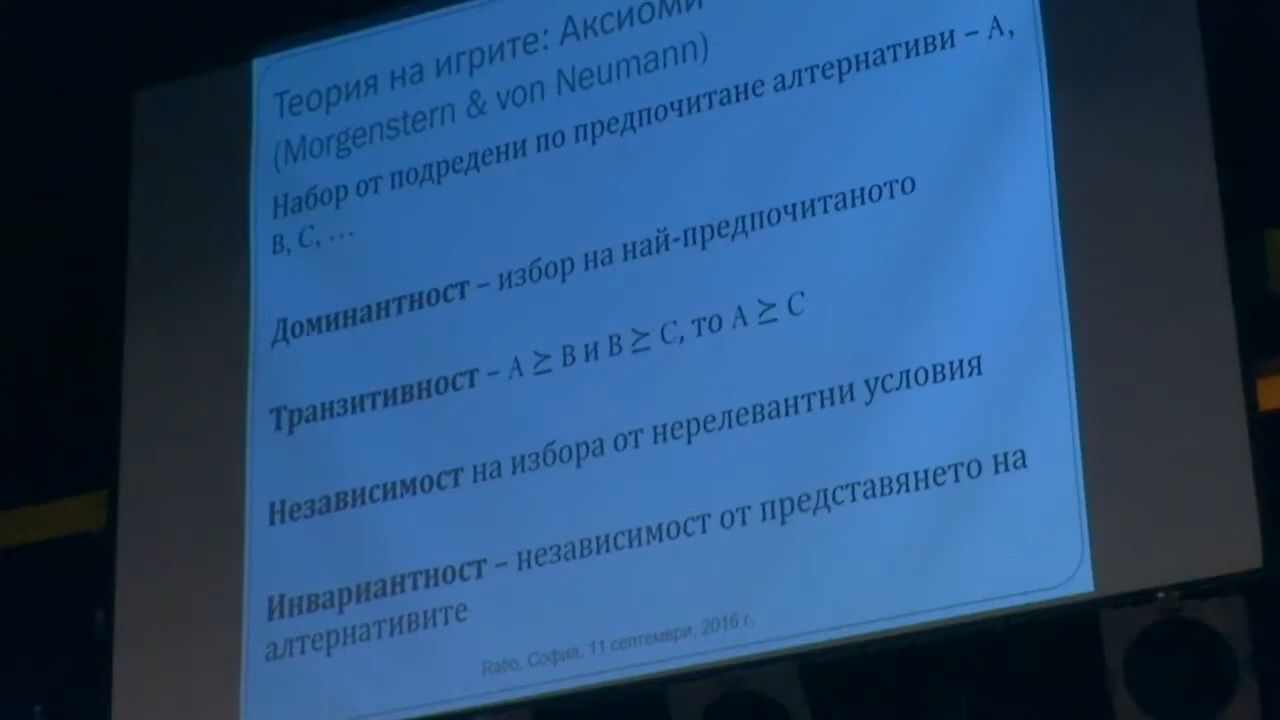 Теория на игрите: Аксиоми
(Morgenstern & von Neumann)
Набор от подредени по предпочитане алтернативи – A,
B, C, …
Доминантност – избор на най-предпочитаното
Транзитивност – A ⪰ B и B ⪰ C, то A ⪰ C
Независимост на избора от нерелевантни условия
Инвариантност – независимост от представянето на
алтернативите
Ratio, София, 11 септември, 2016 г,